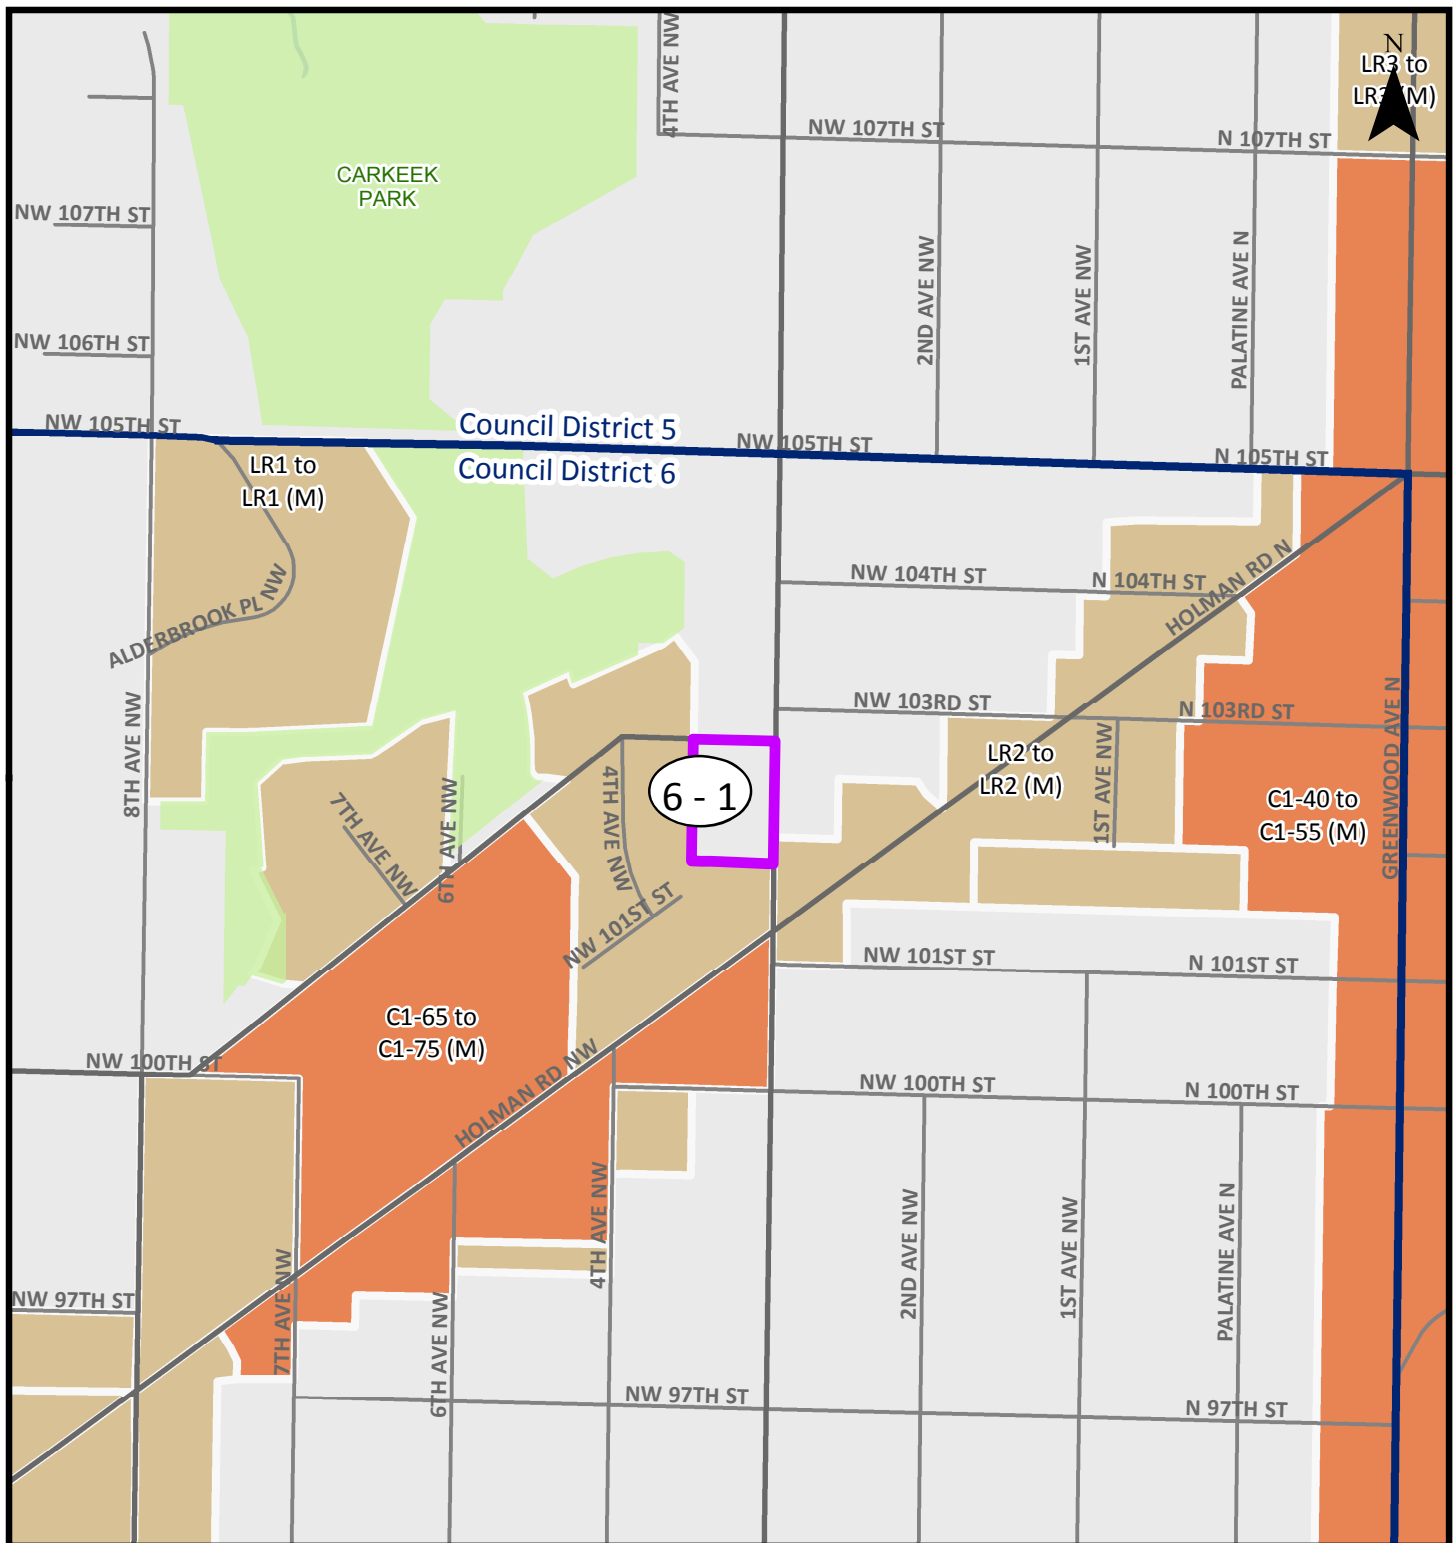 4TH AVE NW
N
LR3 to
LR3 (M)
NW 107TH ST
N 107TH ST
CARKEEK
PARK
NW 107TH ST
2ND AVE NW
1ST AVE NW
PALATINE AVE N
NW 106TH ST
NW 105TH ST
Council District 5
NW 105TH ST
N 105TH ST
Council District 6
LR1 to
LR1 (M)
ALDERBROOK PL NW
NW 104TH ST
N 104TH ST
HOLMAN RD N
8TH AVE NW
NW 103RD ST
N 103RD ST
GREENWOOD AVE N
LR2 to
LR2 (M)
1ST AVE NW
C1-40 to
C1-55 (M)
6 - 1
4TH AVE NW
7TH AVE NW
6TH AVE NW
NW 101ST ST
NW 101ST ST
N 101ST ST
C1-65 to
C1-75 (M)
NW 100TH ST
HOLMAN RD NW
NW 100TH ST
N 100TH ST
4TH AVE NW
2ND AVE NW
1ST AVE NW
PALATINE AVE N
7TH AVE NW
6TH AVE NW
NW 97TH ST
NW 97TH ST
N 97TH ST